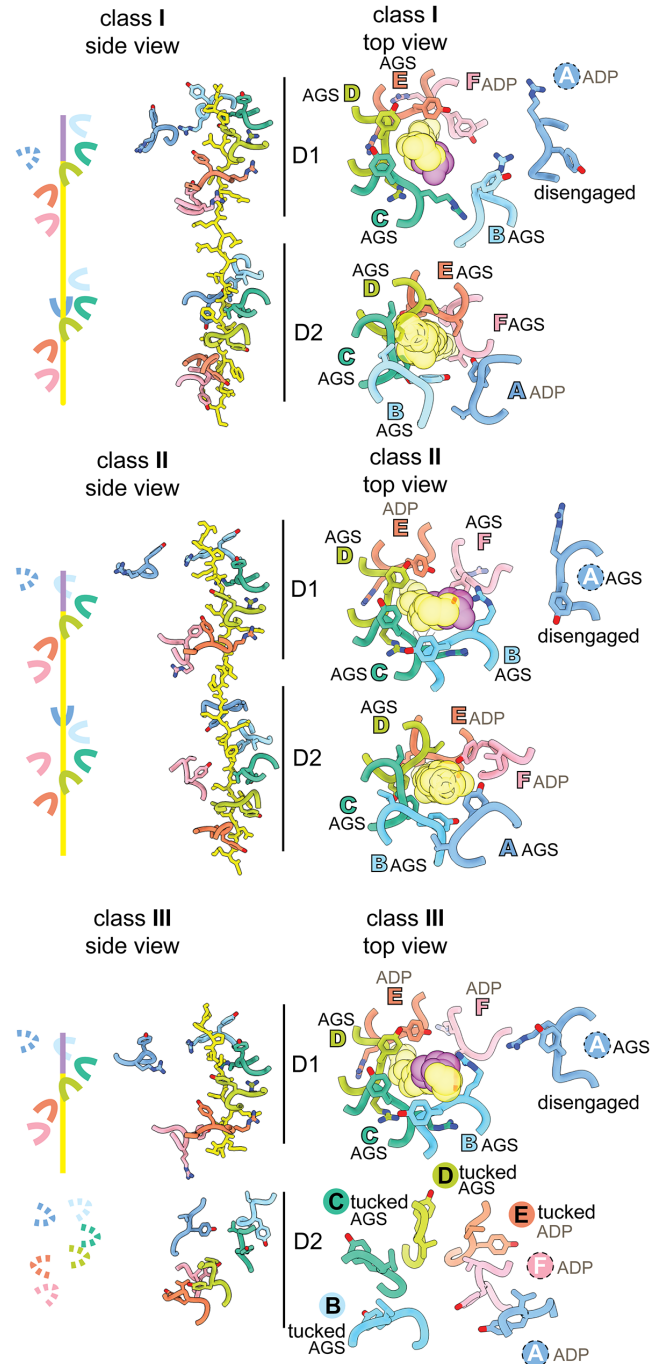 class I
side view
class I
top view
AGS
E
AGS D
F ADP
A ADP
D1
disengaged
C
AGS
B AGS
AGS
D
E AGS
D2
F AGS
C
AGS
A ADP
B
AGS
class II
side view
class II
top view
ADP
E
AGS
F
AGS
D
D1
A AGS
disengaged
B
AGS
AGS C
AGS
D
E ADP
D2
F ADP
C
AGS
B AGS
A AGS
class III
side view
class III
top view
ADP
E
ADP
F
AGS
D
D1
A AGS
disengaged
C
AGS
B AGS
D tucked
AGS
C tucked
AGS
E tucked
ADP
D2
F ADP
B
tucked
AGS
A ADP